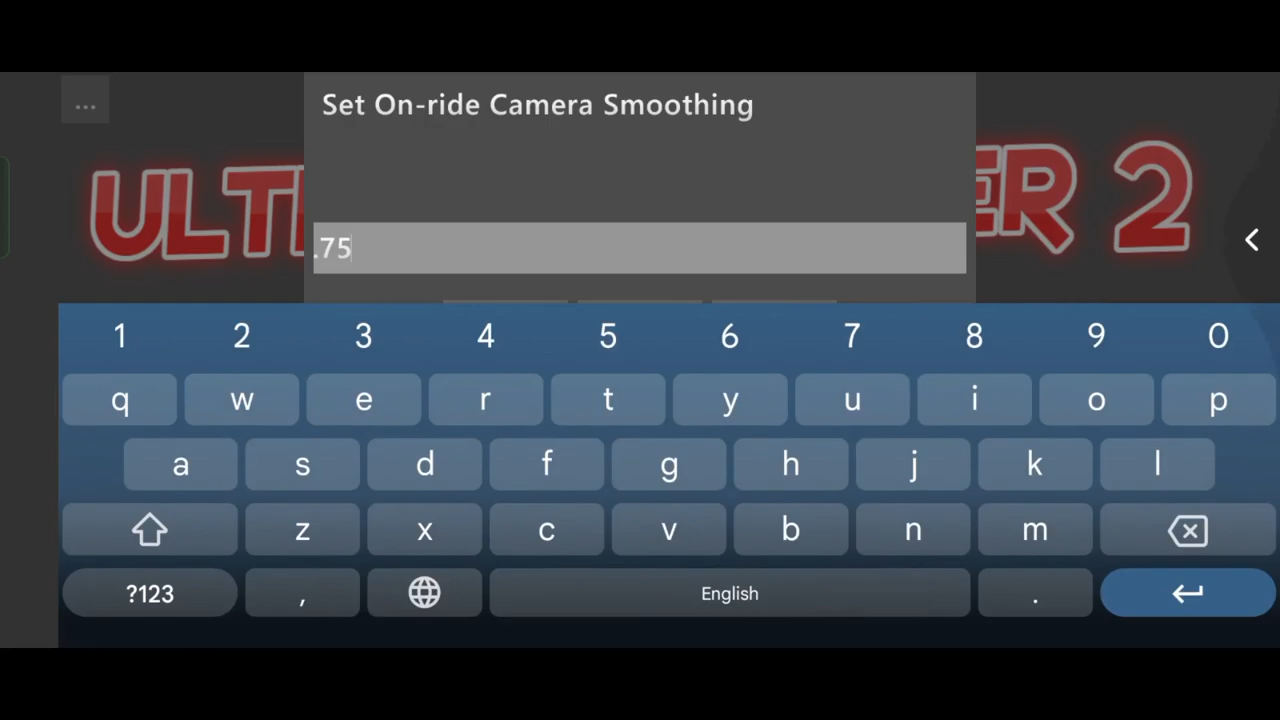 ...
Set On-ride Camera Smoothing
ER 2
.75
1 2 3 4 5 6 7 8 9 0
q w e r t y u i o p
a s d f g h j k l
z x c v b n m
?123 , English .